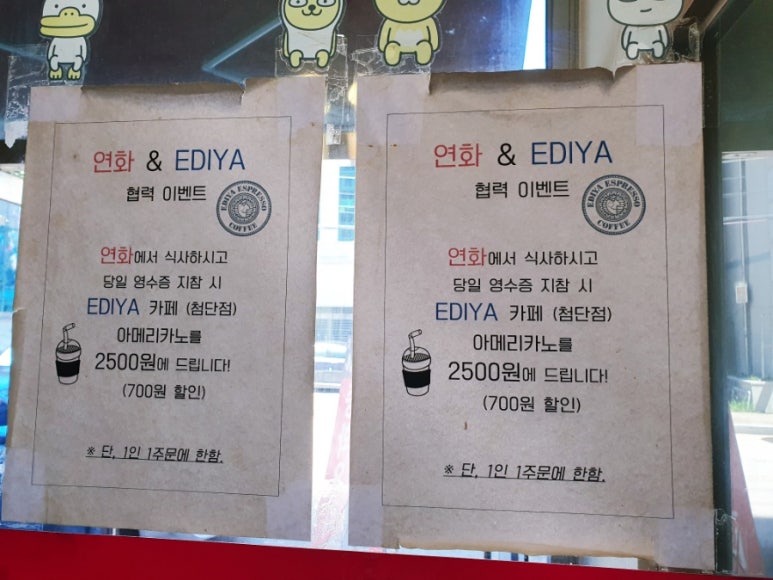 연화 & EDIYA
협력 이벤트
EDIYA ESPRESSO
COFFEE
연화에서 식사하시고
당일 영수증 지참 시
EDIYA 카페 (첨단점)
아메리카노를
2500원에 드립니다!
(700원 할인)
※ 단, 1인 1주문에 한함.
연화 & EDIYA
협력 이벤트
EDIYA ESPRESSO
COFFEE
연화에서 식사하시고
당일 영수증 지참 시
EDIYA 카페 (첨단점)
아메리카노를
2500원에 드립니다!
(700원 할인)
※ 단, 1인 1주문에 한함.